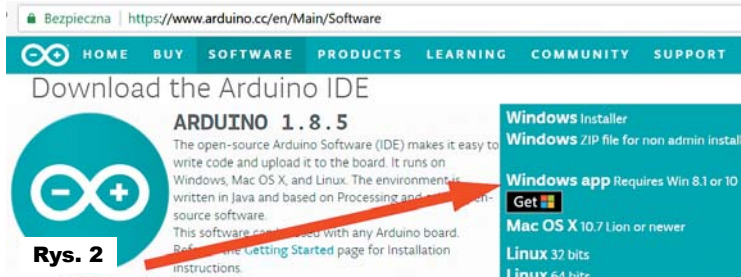 Bezpieczna https://www.arduino.cc/en/Main/Software
HOME BUY SOFTWARE PRODUCTS LEARNING COMMUNITY SUPPORT
Download the Arduino IDE
ARDUINO 1.8.5
The open-source Arduino Software (IDE) makes it easy to
write code and upload it to the board. It runs on
Windows, Mac OS X, and Linux. The environment is
written in Java and based on Processing and
source software.
This software can be used with any Arduino board.
Refer to the Getting Started page for Installation
instructions.
Windows Installer
Windows ZIP file for non admin install
Windows app Requires Win 8.1 or 10
Get
Mac OS X 10.7 Lion or newer
Linux 32 bits
Linux 64 bits
Rys. 2